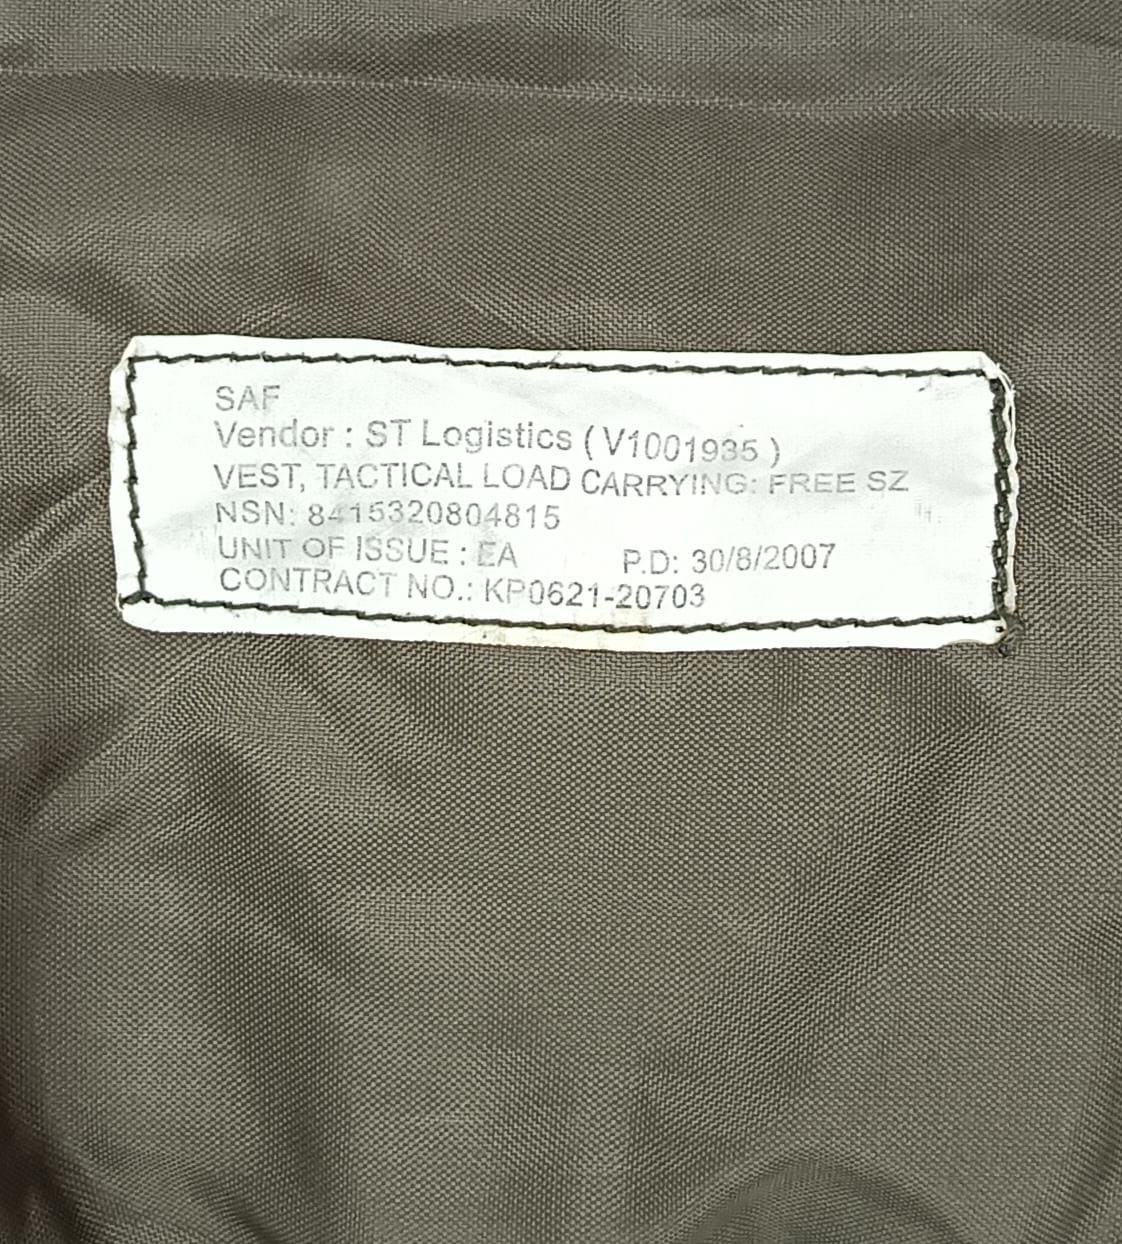 SAF
Vendor : ST Logistics ( V1001935 )
VEST, TACTICAL LOAD CARRYING: FREE SZ
NSN: 8415320804815
UNIT OF ISSUE : EA P.D: 30/8/2007
CONTRACT NO.: KP0621-20703